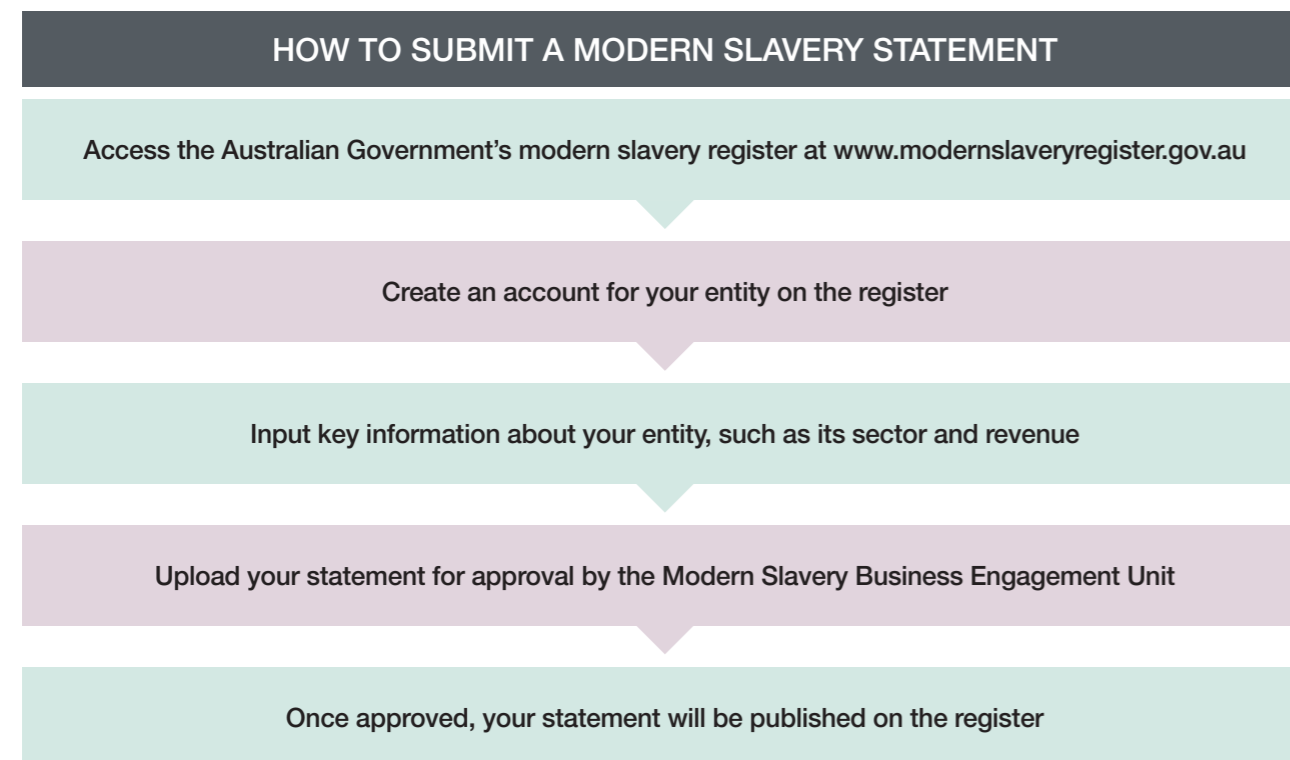 HOW TO SUBMIT A MODERN SLAVERY STATEMENT
Access the Australian Government’s modern slavery register at www.modernslaveryregister.gov.au
Create an account for your entity on the register
Input key information about your entity, such as its sector and revenue
Upload your statement for approval by the Modern Slavery Business Engagement Unit
Once approved, your statement will be published on the register